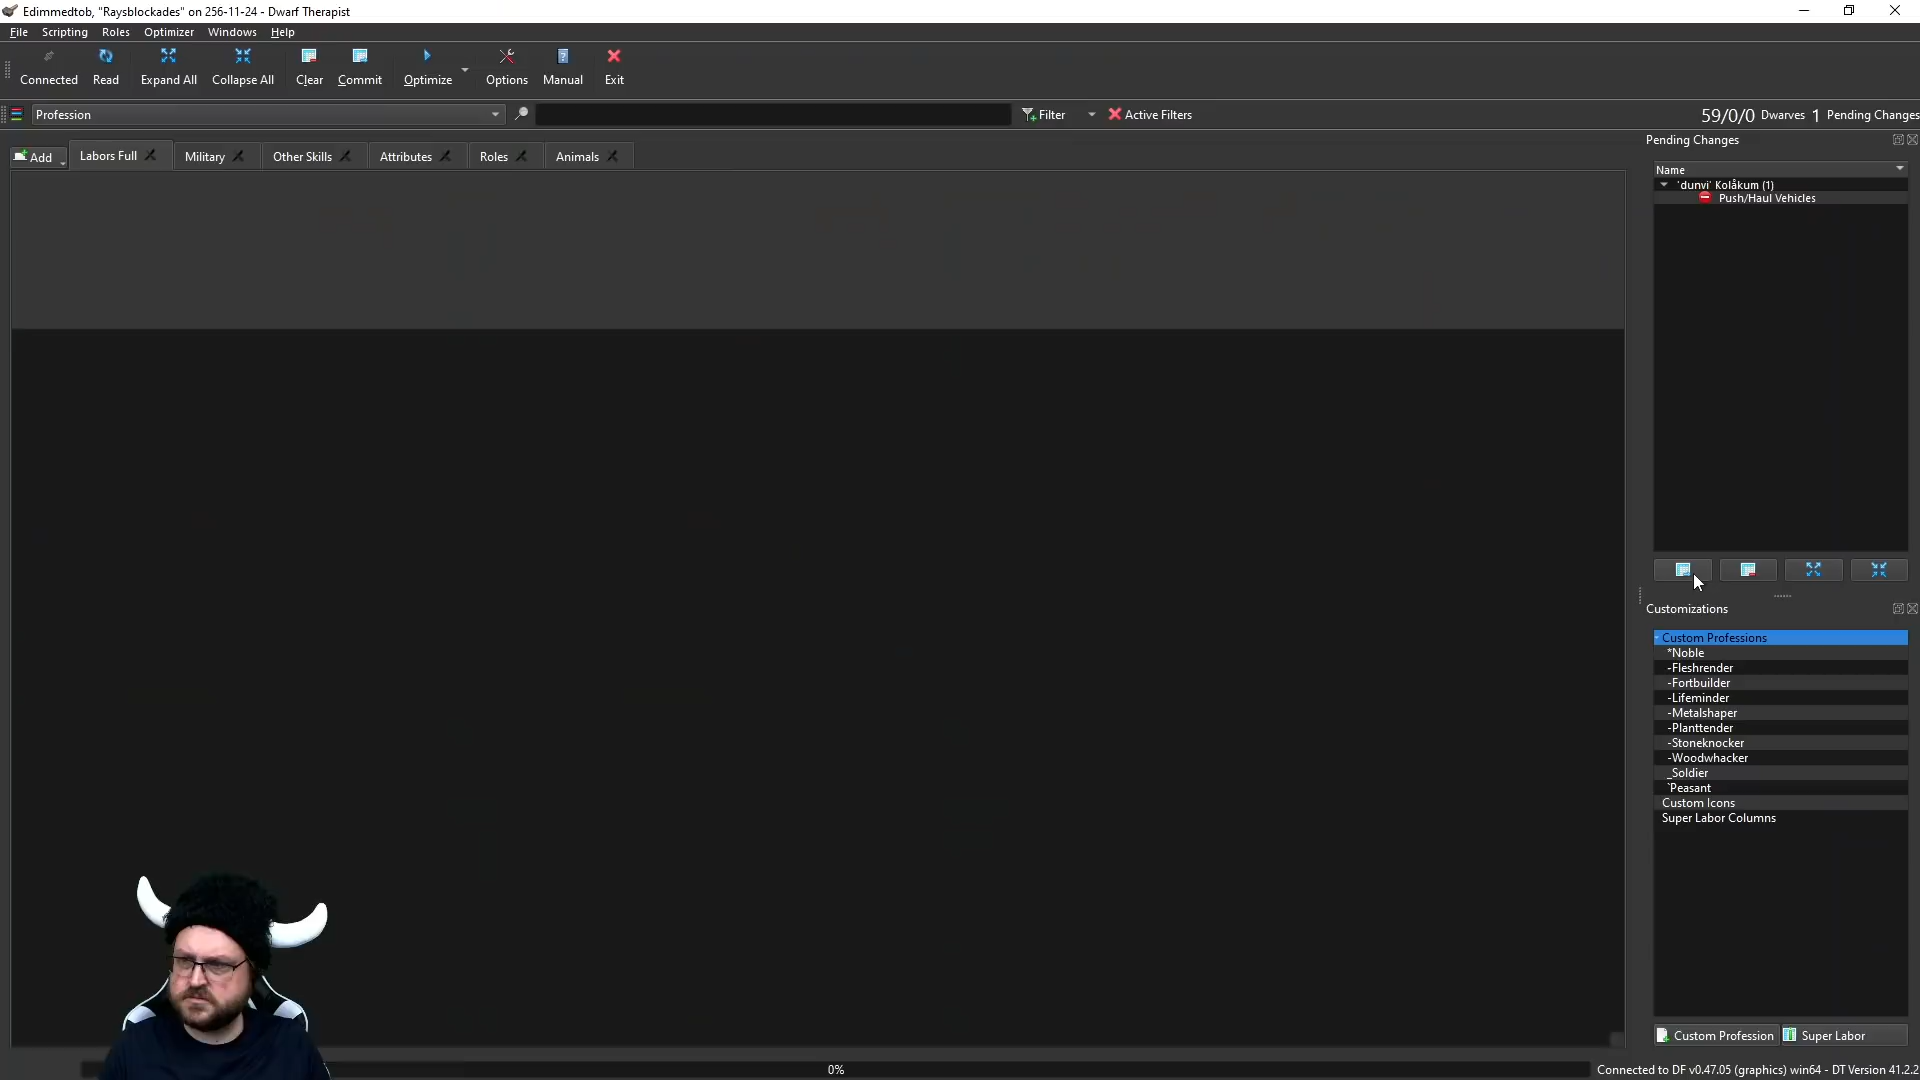 Edimmedtob, "Raysblockades" on 256-11-24 - Dwarf Therapist
File Scripting Roles Optimizer Windows Help
Connected Read Expand All Collapse All Clear Commit Optimize Options Manual Exit
Profession Filter Active Filters 59/0/0 Dwarves 1 Pending Changes
Pending Changes
Add Labors Full Military Other Skills Attributes Roles Animals
Name
`dunvi' Kolåkum (1)
Push/Haul Vehicles
Customizations
Custom Professions
*Noble
-Fleshrender
-Fortbuilder
-Lifeminder
-Metalshaper
-Planttender
-Stoneknocker
-Woodwhacker
_Soldier
`Peasant
Custom Icons
Super Labor Columns
Custom Profession Super Labor
0% Connected to DF v0.47.05 (graphics) win64 - DT Version 41.2.2